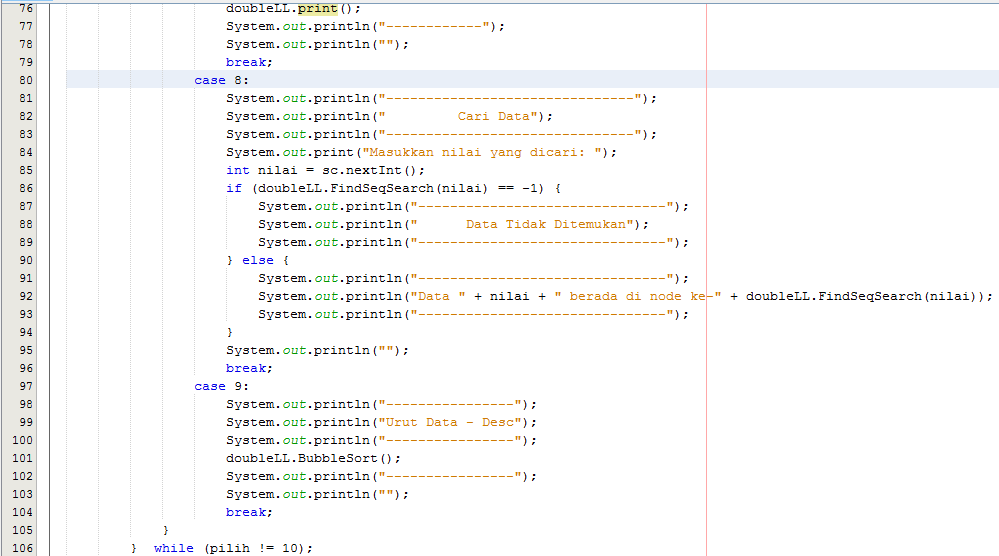 76 doubleLL.print();
77 System.out.println("------------");
78 System.out.println("");
79 break;
80 case 8:
81 System.out.println("-------------------------------");
82 System.out.println("         Cari Data");
83 System.out.println("-------------------------------");
84 System.out.print("Masukkan nilai yang dicari: ");
85 int nilai = sc.nextInt();
86 if (doubleLL.FindSeqSearch(nilai) == -1) {
87 System.out.println("-------------------------------");
88 System.out.println("      Data Tidak Ditemukan");
89 System.out.println("-------------------------------");
90 } else {
91 System.out.println("-------------------------------");
92 System.out.println("Data " + nilai + " berada di node ke-" + doubleLL.FindSeqSearch(nilai));
93 System.out.println("-------------------------------");
94 }
95 System.out.println("");
96 break;
97 case 9:
98 System.out.println("----------------");
99 System.out.println("Urut Data - Desc");
100 System.out.println("----------------");
101 doubleLL.BubbleSort();
102 System.out.println("----------------");
103 System.out.println("");
104 break;
105 }
106 } while (pilih != 10);